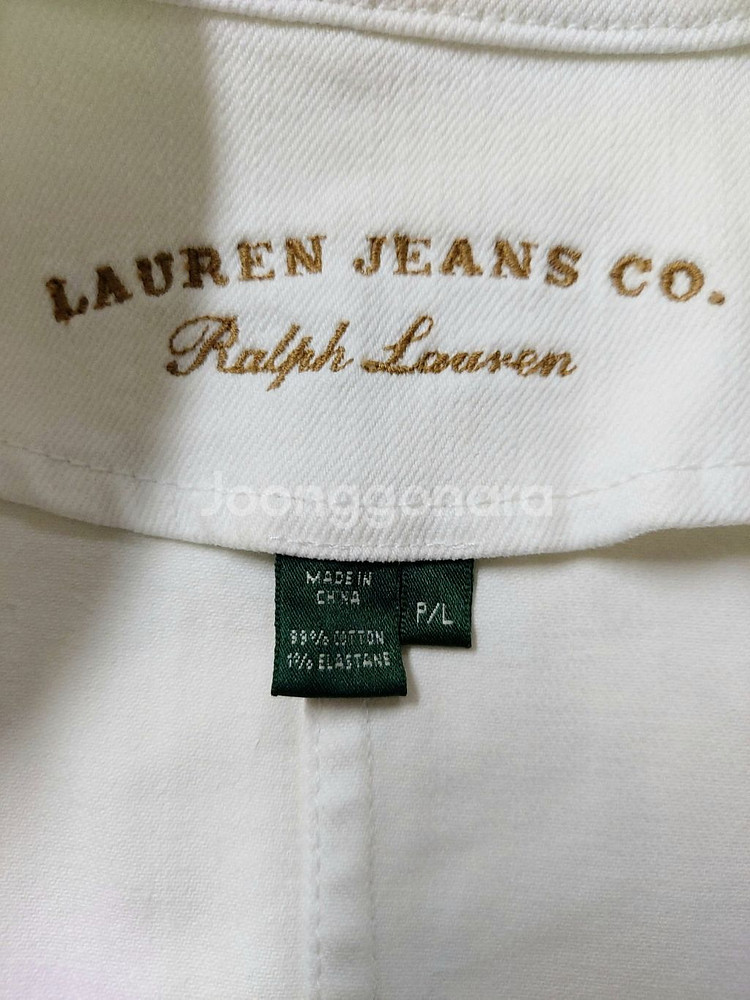 LAUREN JEANS CO.
Ralph Lauren
Joonggonara
MADE IN
CHINA
P/L
99% COTTON
1% ELASTANE